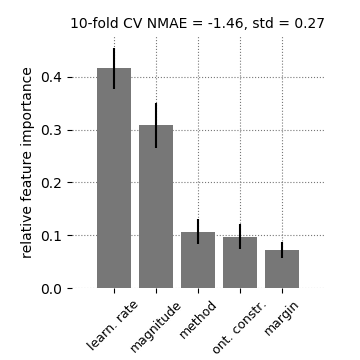 10-fold CV NMAE = -1.46, std = 0.27
relative feature importance
0.4
0.3
0.2
0.1
0.0
learn. rate
magnitude
method
ont. constr.
margin